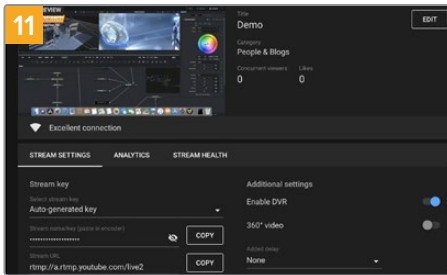 11
PREVIEW
Title
Demo
EDIT
Category
People & Blogs
Concurrent viewers Likes
0 0
Excellent connection
STREAM SETTINGS ANALYTICS STREAM HEALTH
Stream key
Additional settings
Select stream key
Auto-generated key
Enable DVR
Stream name/key (paste in encoder)
COPY
360° video
Stream URL
rtmp://a.rtmp.youtube.com/live2
COPY
Added delay
None